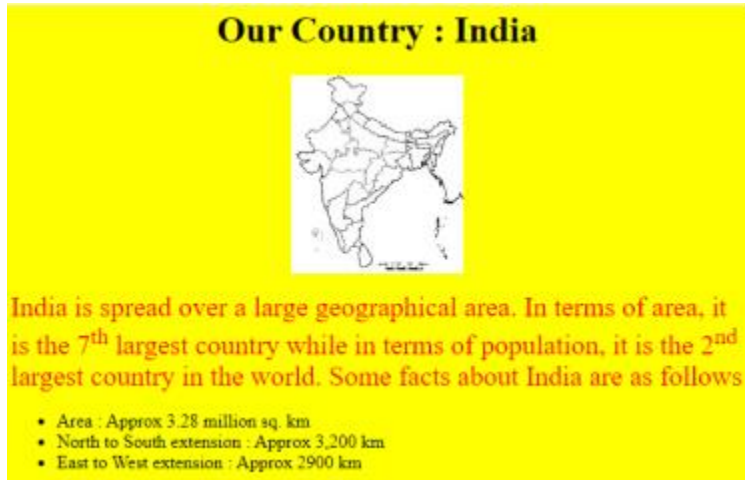 Our Country : India
India is spread over a large geographical area. In terms of area, it
is the 7th largest country while in terms of population, it is the 2nd
largest country in the world. Some facts about India are as follows
• Area : Approx 3.28 million sq. km
• North to South extension : Approx 3,200 km
• East to West extension : Approx 2900 km